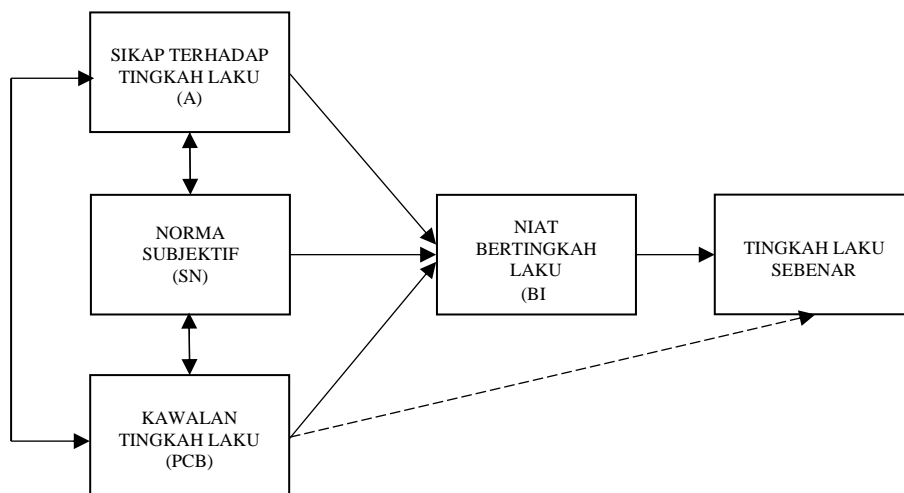 SIKAP TERHADAP
TINGKAH LAKU
(A)
NORMA
SUBJEKTIF
(SN)
KAWALAN
TINGKAH LAKU
(PCB)
NIAT
BERTINGKAH
LAKU
(BI
TINGKAH LAKU
SEBENAR